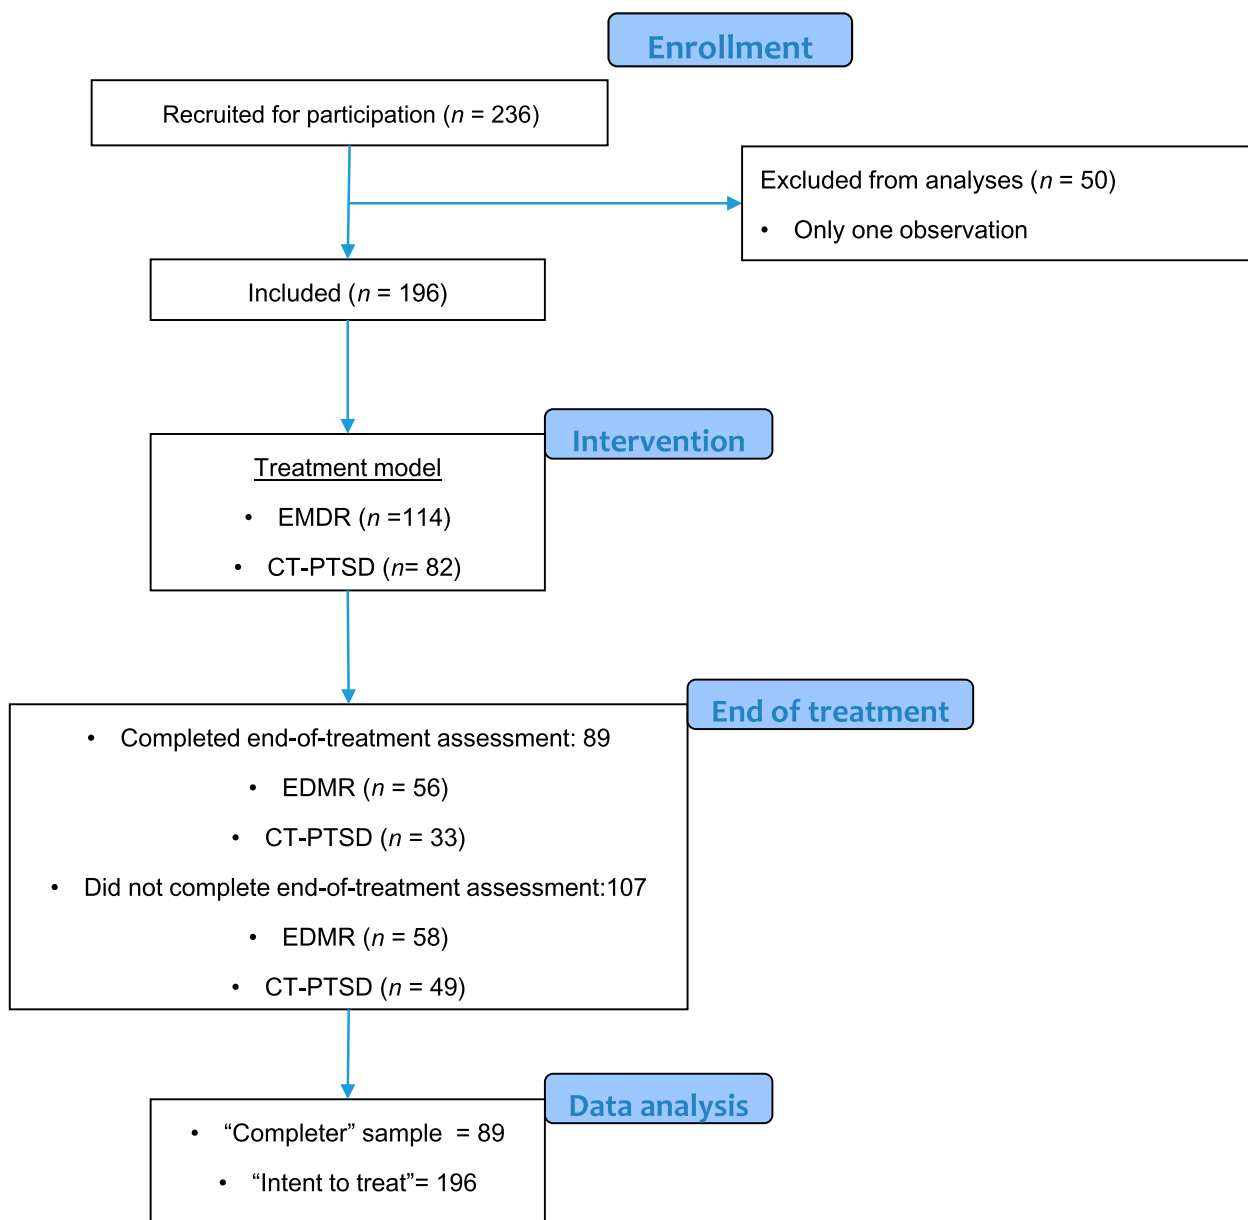 Enrollment
Recruited for participation (n = 236)
Excluded from analyses (n = 50)
• Only one observation
Included (n = 196)
Intervention
Treatment model
• EMDR (n =114)
• CT-PTSD (n= 82)
End of treatment
• Completed end-of-treatment assessment: 89
• EDMR (n = 56)
• CT-PTSD (n = 33)
• Did not complete end-of-treatment assessment:107
• EDMR (n = 58)
• CT-PTSD (n = 49)
Data analysis
• “Completer” sample = 89
• “Intent to treat”= 196